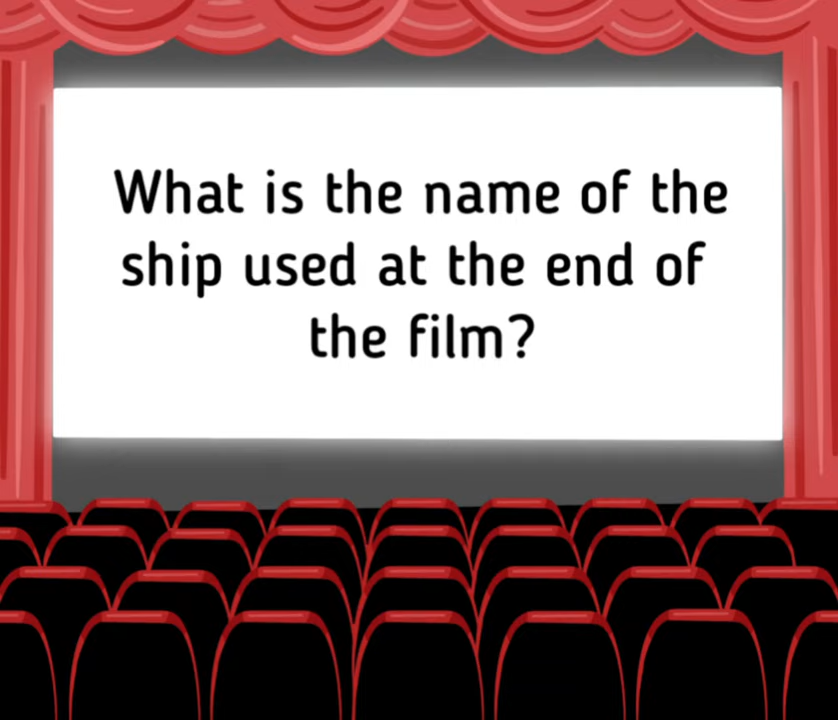 What is the name of the
ship used at the end of
the film?